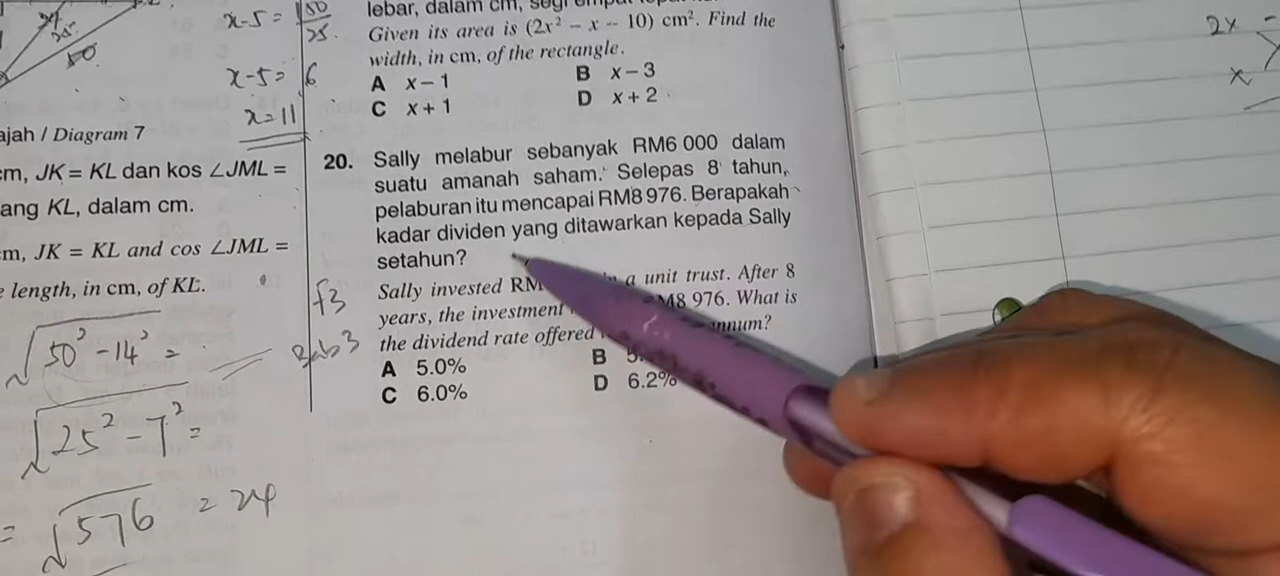 x-5 = 150
25.
x-5 = 6
x=11
50
ajah / Diagram 7
cm, JK = KL dan kos ∠JML =
ang KL, dalam cm.
m, JK = KL and cos ∠JML =
e length, in cm, of KL.
√50² -14² =
√25² -7² =
= √576 = 24
lebar, dalam cm,
Given its area is (2x² − x − 10) cm². Find the
width, in cm, of the rectangle.
A x − 1
B x − 3
C x + 1
D x + 2
20. Sally melabur sebanyak RM6 000 dalam
suatu amanah saham. Selepas 8 tahun,
pelaburan itu mencapai RM8 976. Berapakah
kadar dividen yang ditawarkan kepada Sally
setahun?
Sally invested RM a unit trust. After 8
years, the investment M8 976. What is
the dividend rate offered annum?
A 5.0%
B 5.
C 6.0%
D 6.2%
f3
Bab 3
2x
x